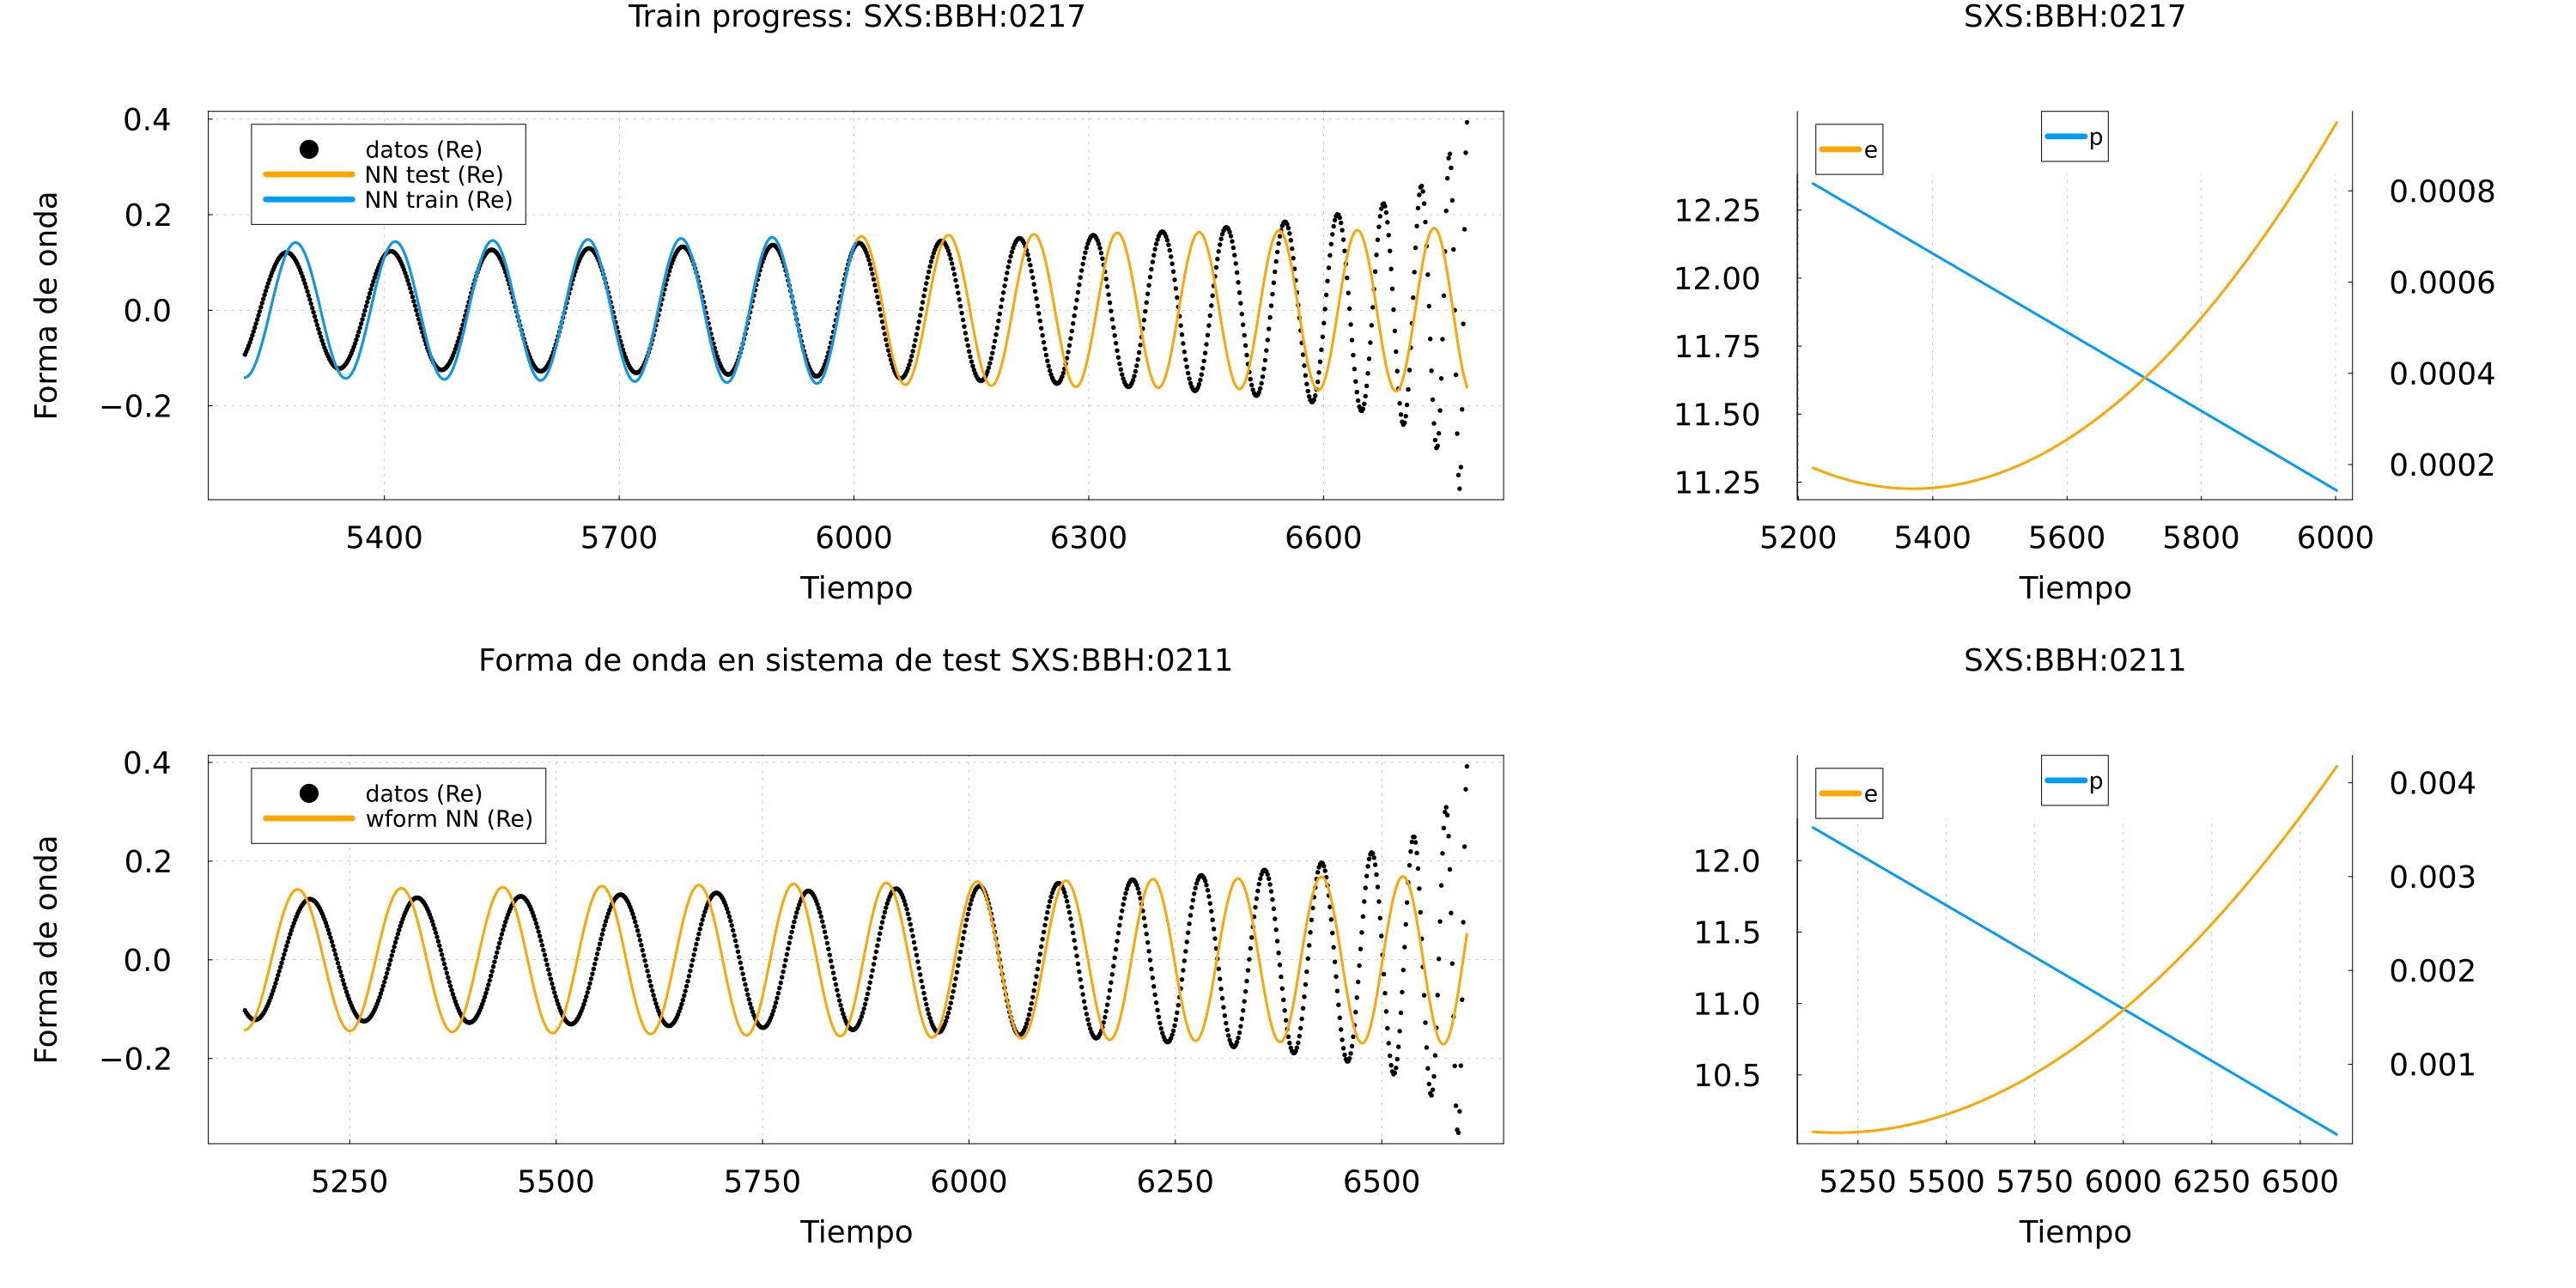 Train progress: SXS:BBH:0217
0.4
0.2
0.0
−0.2
Forma de onda
datos (Re)
NN test (Re)
NN train (Re)
5400 5700 6000 6300 6600
Tiempo
SXS:BBH:0217
e
p
12.25
12.00
11.75
11.50
11.25
0.0008
0.0006
0.0004
0.0002
5200 5400 5600 5800 6000
Tiempo
Forma de onda en sistema de test SXS:BBH:0211
0.4
0.2
0.0
−0.2
Forma de onda
datos (Re)
wform NN (Re)
5250 5500 5750 6000 6250 6500
Tiempo
SXS:BBH:0211
e
p
12.0
11.5
11.0
10.5
0.004
0.003
0.002
0.001
5250 5500 5750 6000 6250 6500
Tiempo